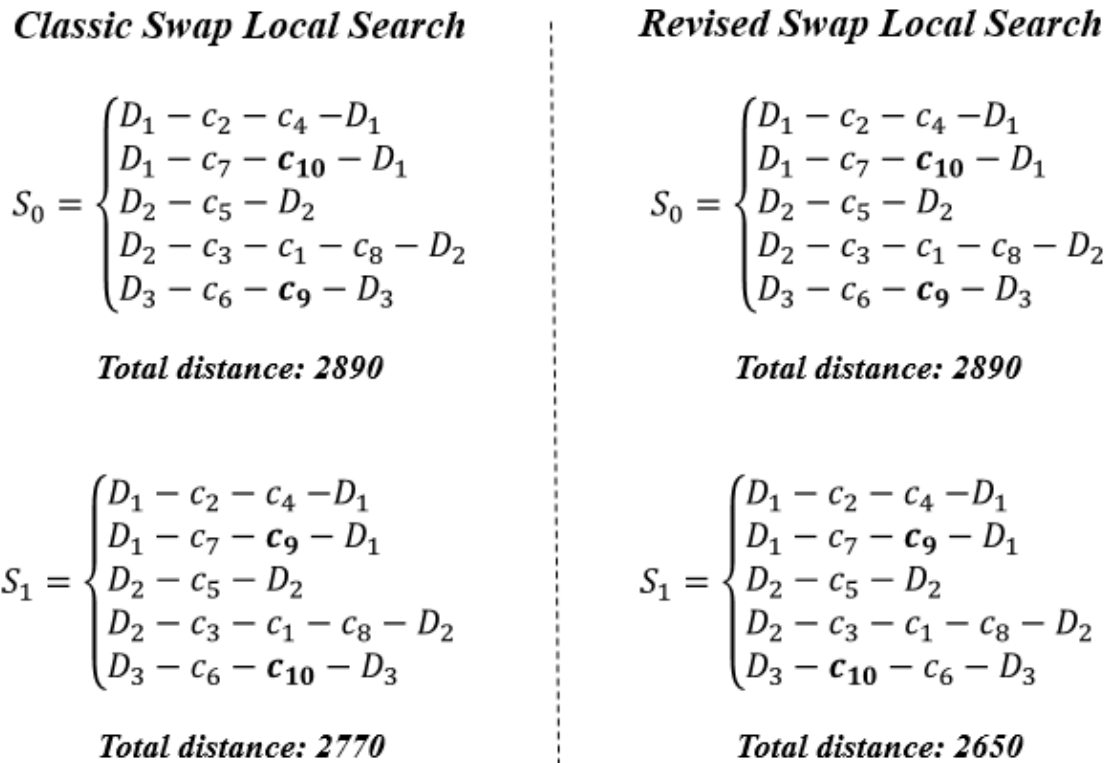 Classic Swap Local Search
S₀ = { D₁ − c₂ − c₄ −D₁
D₁ − c₇ − c₁₀ − D₁
D₂ − c₅ − D₂
D₂ − c₃ − c₁ − c₈ − D₂
D₃ − c₆ − c₉ − D₃
Total distance: 2890
S₁ = { D₁ − c₂ − c₄ −D₁
D₁ − c₇ − c₉ − D₁
D₂ − c₅ − D₂
D₂ − c₃ − c₁ − c₈ − D₂
D₃ − c₆ − c₁₀ − D₃
Total distance: 2770
Revised Swap Local Search
S₀ = { D₁ − c₂ − c₄ −D₁
D₁ − c₇ − c₁₀ − D₁
D₂ − c₅ − D₂
D₂ − c₃ − c₁ − c₈ − D₂
D₃ − c₆ − c₉ − D₃
Total distance: 2890
S₁ = { D₁ − c₂ − c₄ −D₁
D₁ − c₇ − c₉ − D₁
D₂ − c₅ − D₂
D₂ − c₃ − c₁ − c₈ − D₂
D₃ − c₁₀ − c₆ − D₃
Total distance: 2650